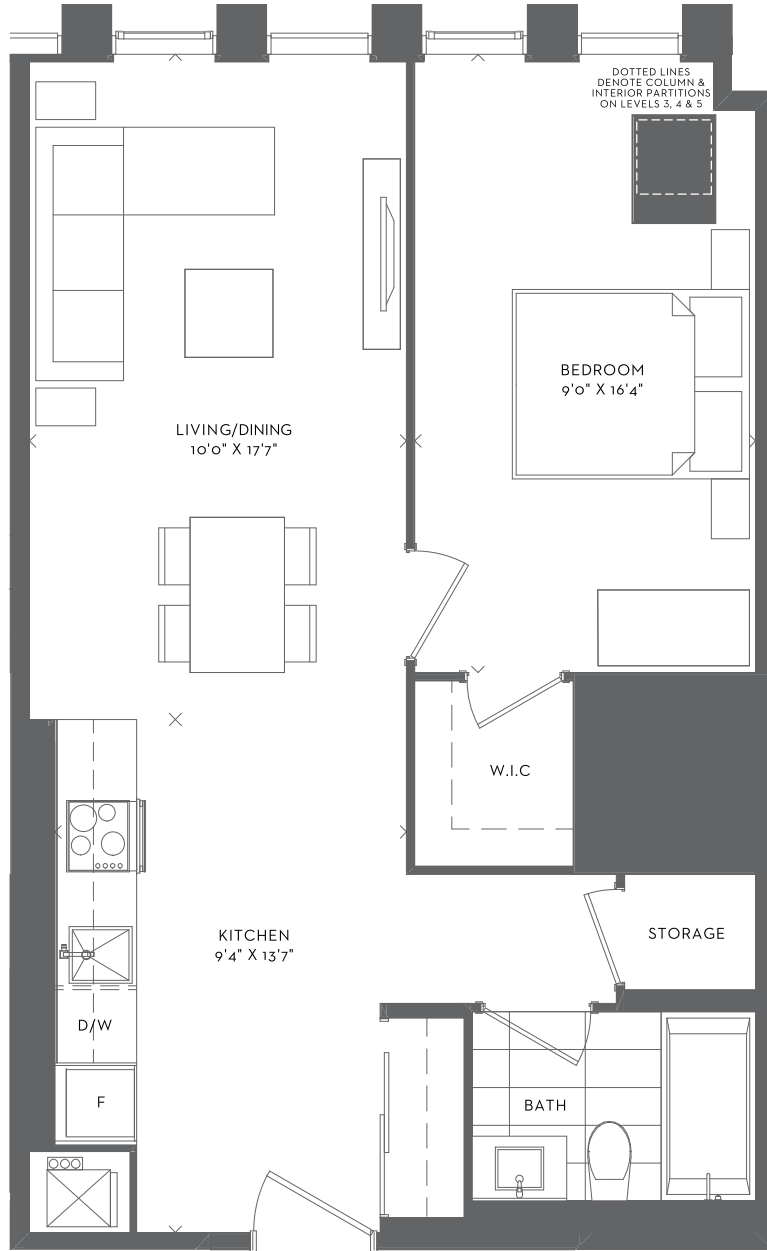 DOTTED LINES
DENOTE COLUMN &
INTERIOR PARTITIONS
ON LEVELS 3, 4 & 5
BEDROOM
9'0" X 16'4"
LIVING/DINING
10'0" X 17'7"
W.I.C
KITCHEN
9'4" X 13'7"
STORAGE
D/W
F
BATH